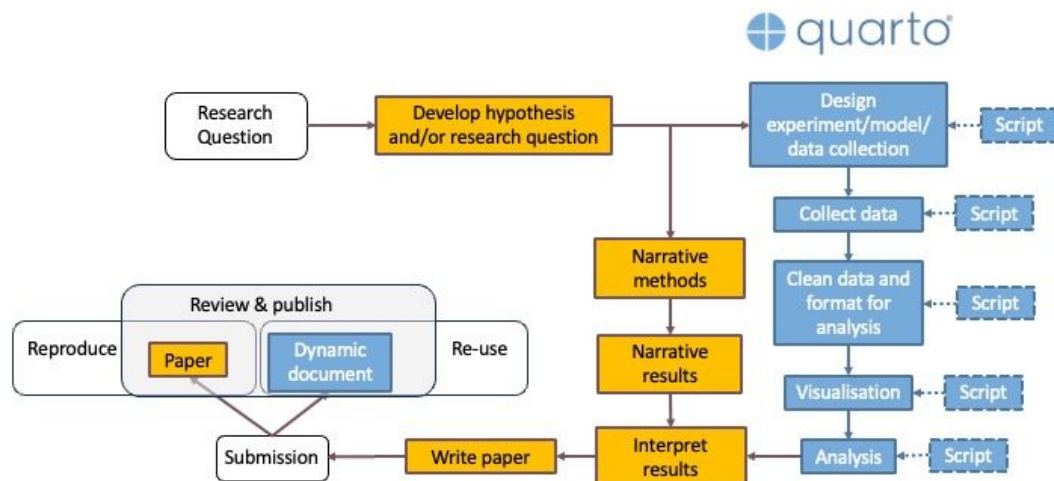 quarto®
Research
Question
Develop hypothesis
and/or research question
Design
experiment/model/
data collection
Script
Collect data
Script
Narrative
methods
Clean data and
format for
analysis
Script
Review & publish
Reproduce
Paper
Dynamic
document
Re-use
Narrative
results
Visualisation
Script
Submission
Write paper
Interpret
results
Analysis
Script